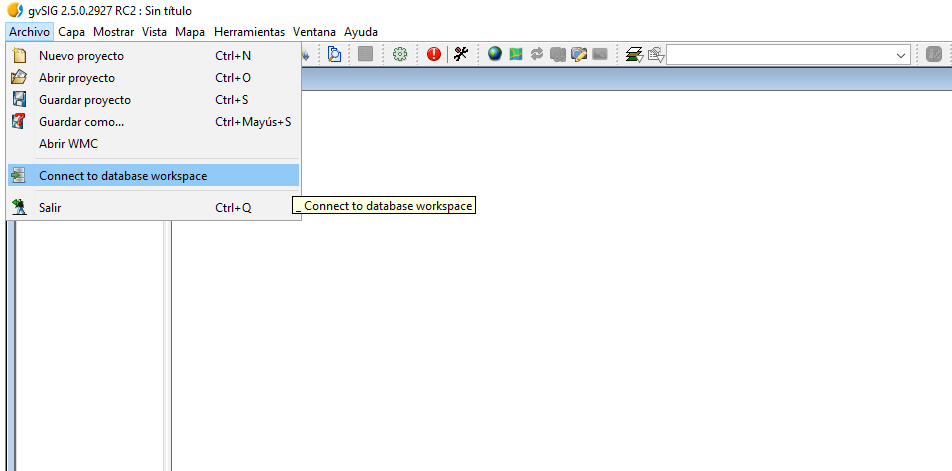 gvSIG 2.5.0.2927 RC2 : Sin título
Archivo Capa Mostrar Vista Mapa Herramientas Ventana Ayuda
Nuevo proyecto Ctrl+N
Abrir proyecto Ctrl+O
Guardar proyecto Ctrl+S
Guardar como... Ctrl+Mayús+S
Abrir WMC
Connect to database workspace
Salir Ctrl+Q
_ Connect to database workspace